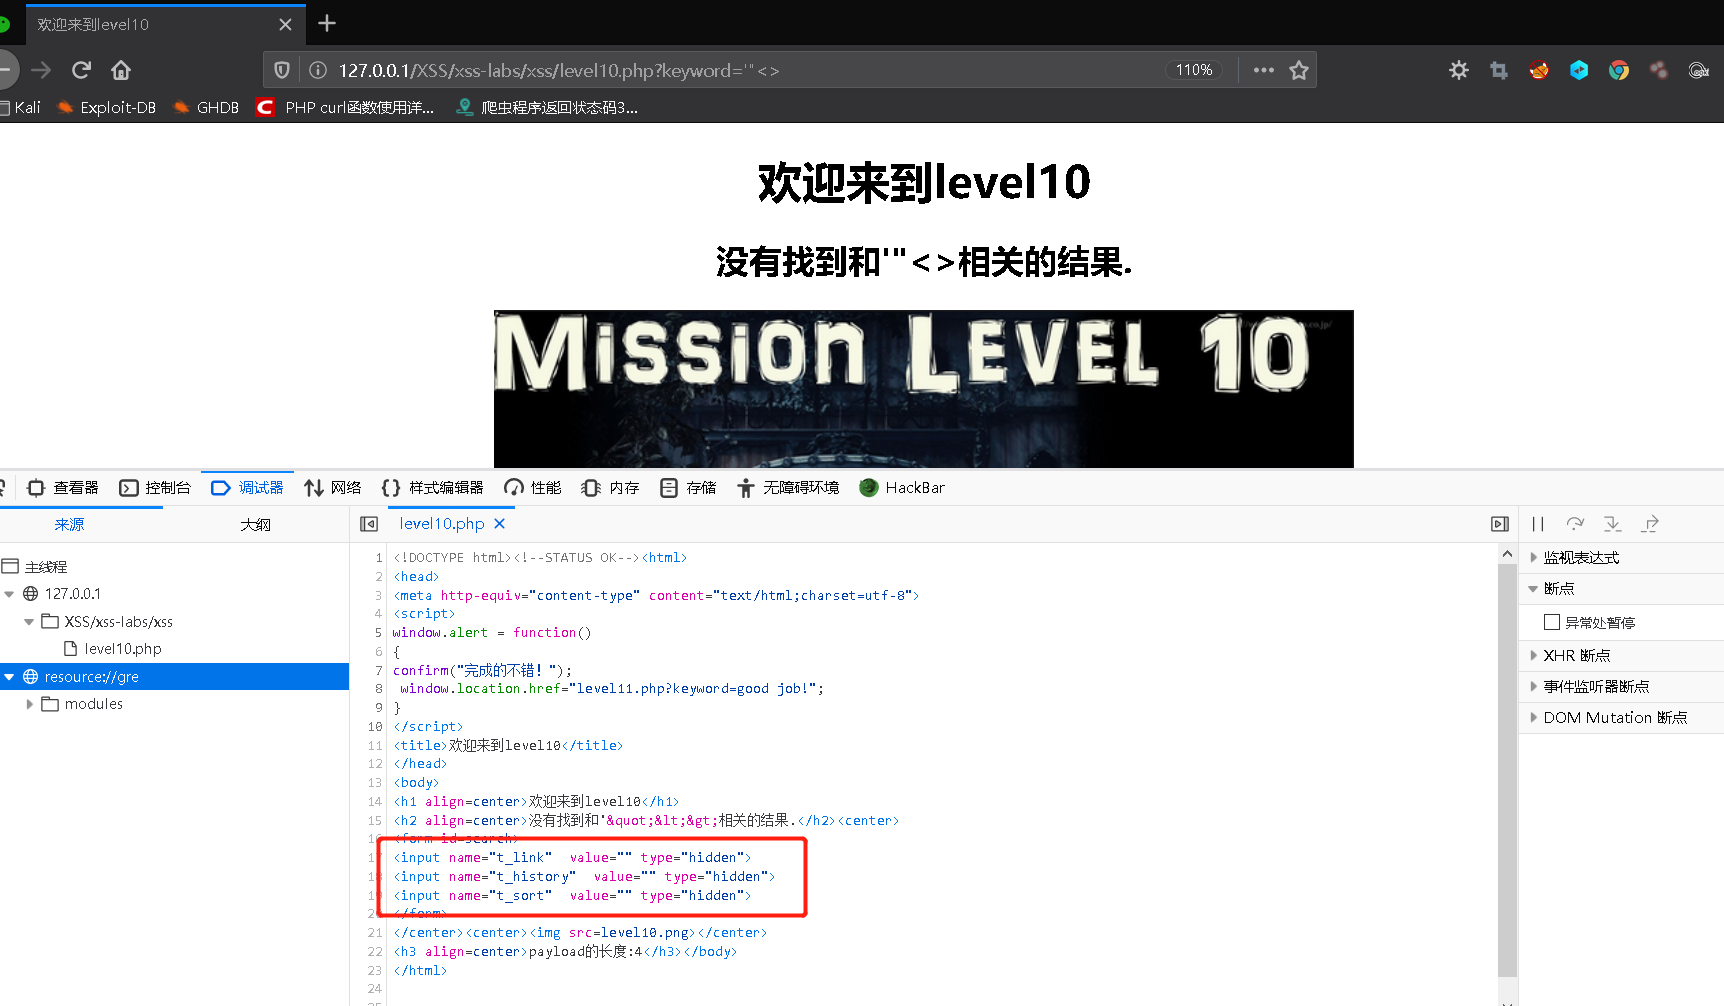 欢迎来到level10
127.0.0.1/XSS/xss-labs/xss/level10.php?keyword='"<>
110%
Kali
Exploit-DB
GHDB
PHP curl函数使用详...
爬虫程序返回状态码3...
欢迎来到level10
没有找到和'"<>相关的结果.
MISSION LEVEL 10
查看器
控制台
调试器
网络
样式编辑器
性能
内存
存储
无障碍环境
HackBar
来源
大纲
level10.php
主线程
127.0.0.1
XSS/xss-labs/xss
level10.php
resource://gre
modules
1 <!DOCTYPE html><!--STATUS OK--><html>
2 <head>
3 <meta http-equiv="content-type" content="text/html;charset=utf-8">
4 <script>
5 window.alert = function()
6 {
7 confirm("完成的不错！");
8 window.location.href="level11.php?keyword=good job!";
9 }
10 </script>
11 <title>欢迎来到level10</title>
12 </head>
13 <body>
14 <h1 align=center>欢迎来到level10</h1>
15 <h2 align=center>没有找到和'&quot;&lt;&gt;相关的结果.</h2><center>
16 <form id=search>
17 <input name="t_link"  value="" type="hidden">
18 <input name="t_history"  value="" type="hidden">
19 <input name="t_sort"  value="" type="hidden">
20 </form>
21 </center><center><img src=level10.png></center>
22 <h3 align=center>payload的长度:4</h3></body>
23 </html>
24
监视表达式
断点
异常处暂停
XHR 断点
事件监听器断点
DOM Mutation 断点